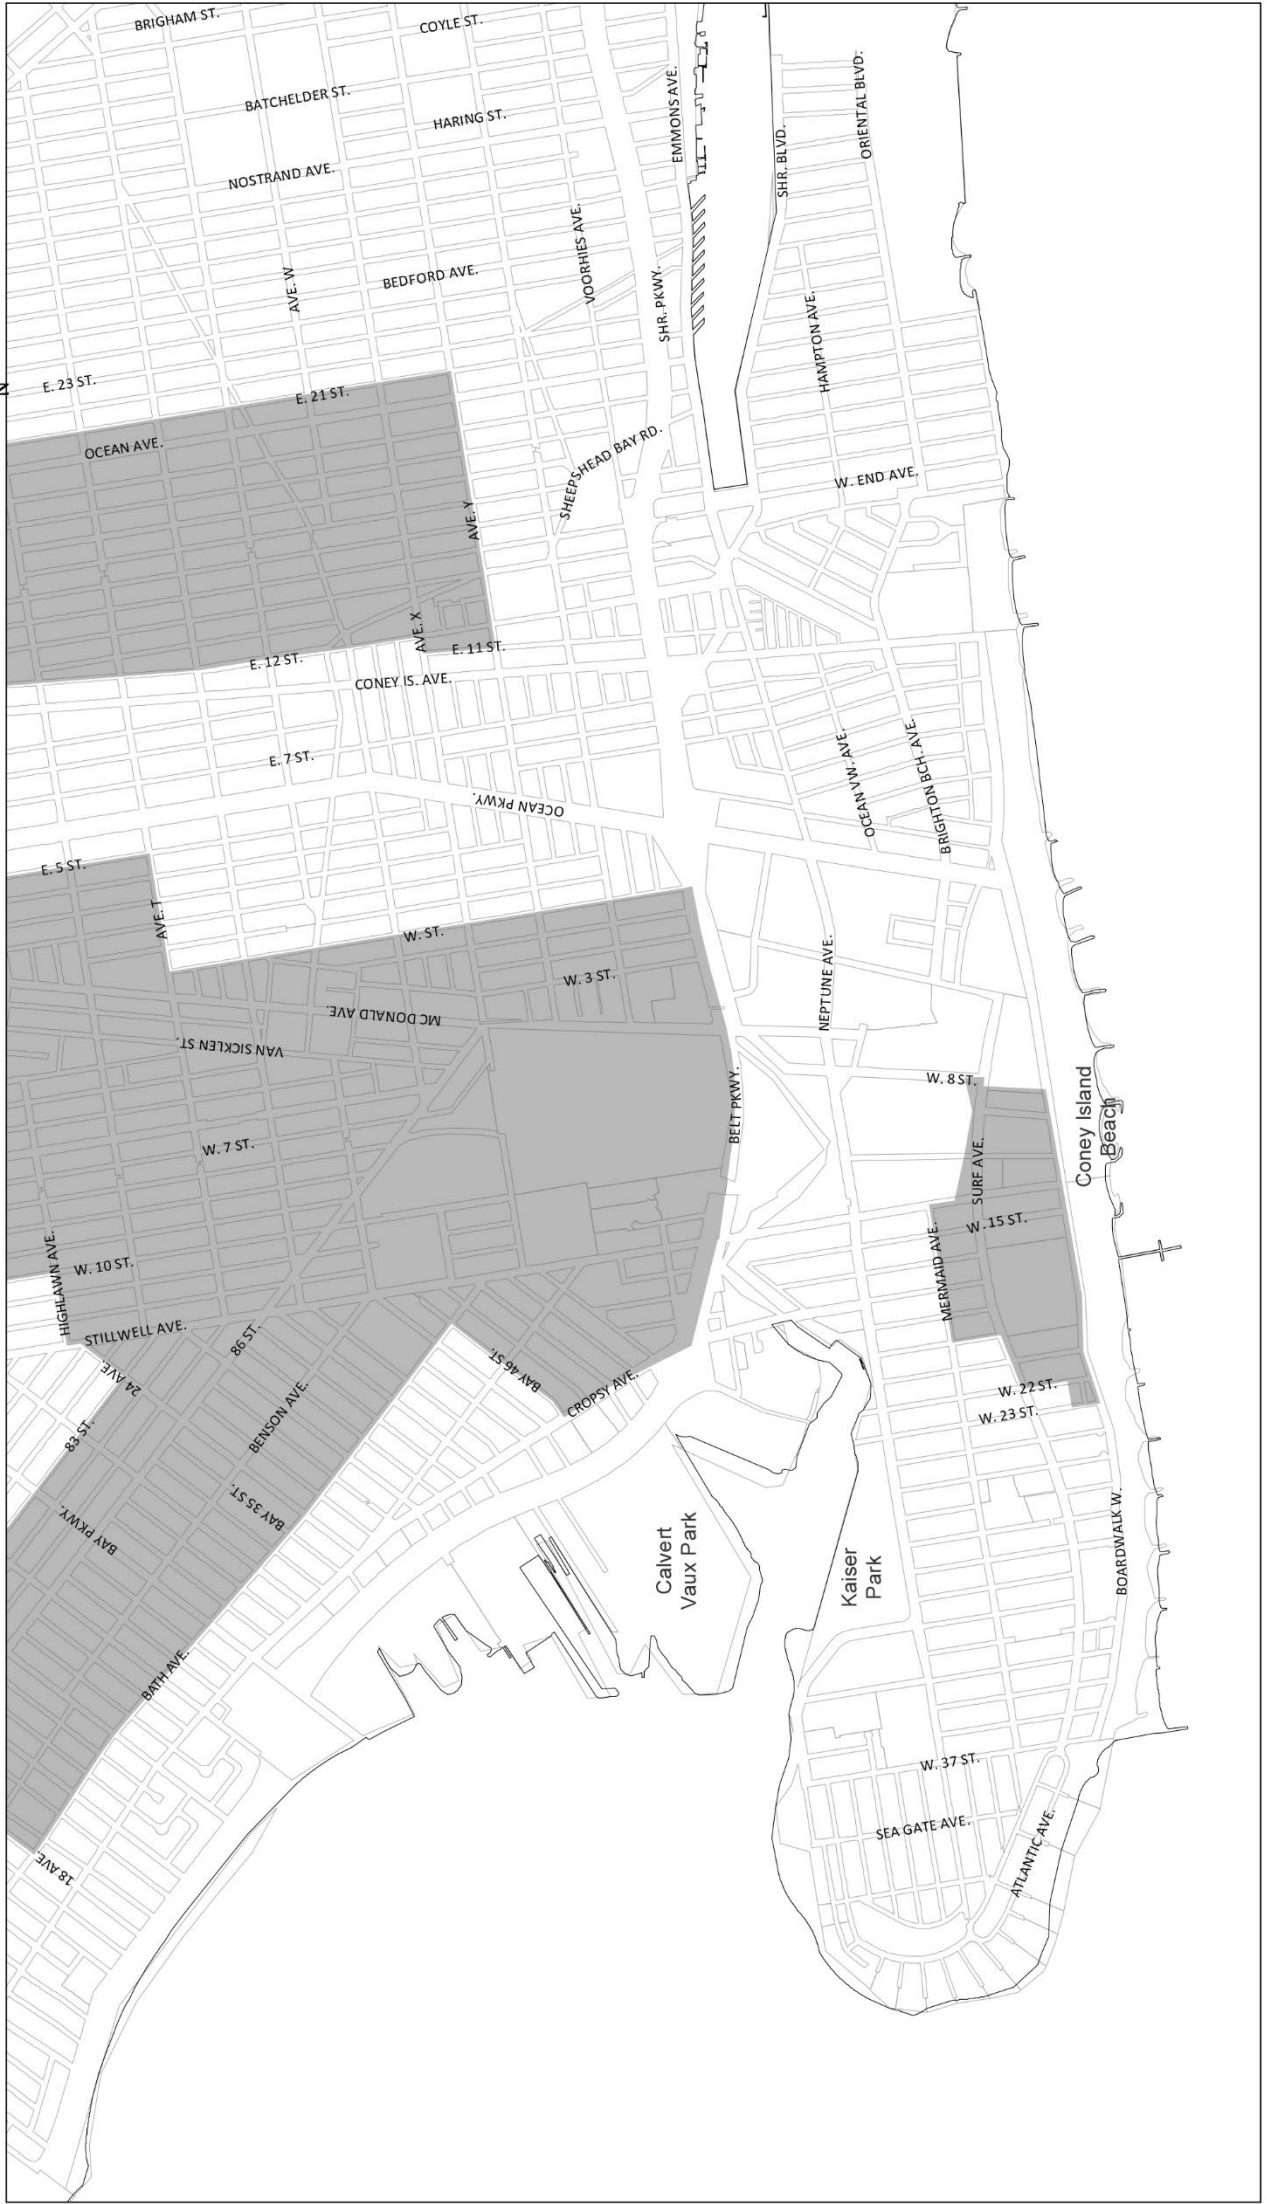 BRIGHAM ST.
COYLE ST.
BATCHELDER ST.
HARING ST.
EMMONS AVE.
ORIENTAL BLVD.
SHR. BLVD.
NOSTRAND AVE.
VOORHIES AVE.
AVE. W
BEDFORD AVE.
SHR. PKWY.
HAMPTON AVE.
N
E. 23 ST.
E. 21 ST.
OCEAN AVE.
SHEEPSHEAD BAY RD.
W. END AVE.
AVE. Y
AVE. X
E. 11 ST.
E. 12 ST.
CONEY IS. AVE.
E. 7 ST.
OCEAN PKWY.
OCEAN VW. AVE.
BRIGHTON BCH. AVE.
E. 5 ST.
AVE. T
W. ST.
W. 3 ST.
NEPTUNE AVE.
MCDONALD AVE.
VAN SICKLEN ST.
W. 8 ST.
BELT PKWY.
Coney Island
Beach
W. 7 ST.
SURF AVE.
W. 15 ST.
HIGHLAWN AVE.
W. 10 ST.
MERMAID AVE.
STILLWELL AVE.
86 ST.
24 AVE.
BAY 46 ST.
CROPSY AVE.
W. 22 ST.
W. 23 ST.
83 ST.
BENSON AVE.
BAY 35 ST.
BAY PKWY.
Calvert
Vaux Park
Kaiser
Park
BOARDWALK W.
BATH AVE.
W. 37 ST.
SEA GATE AVE.
ATLANTIC AVE.
18 AVE.